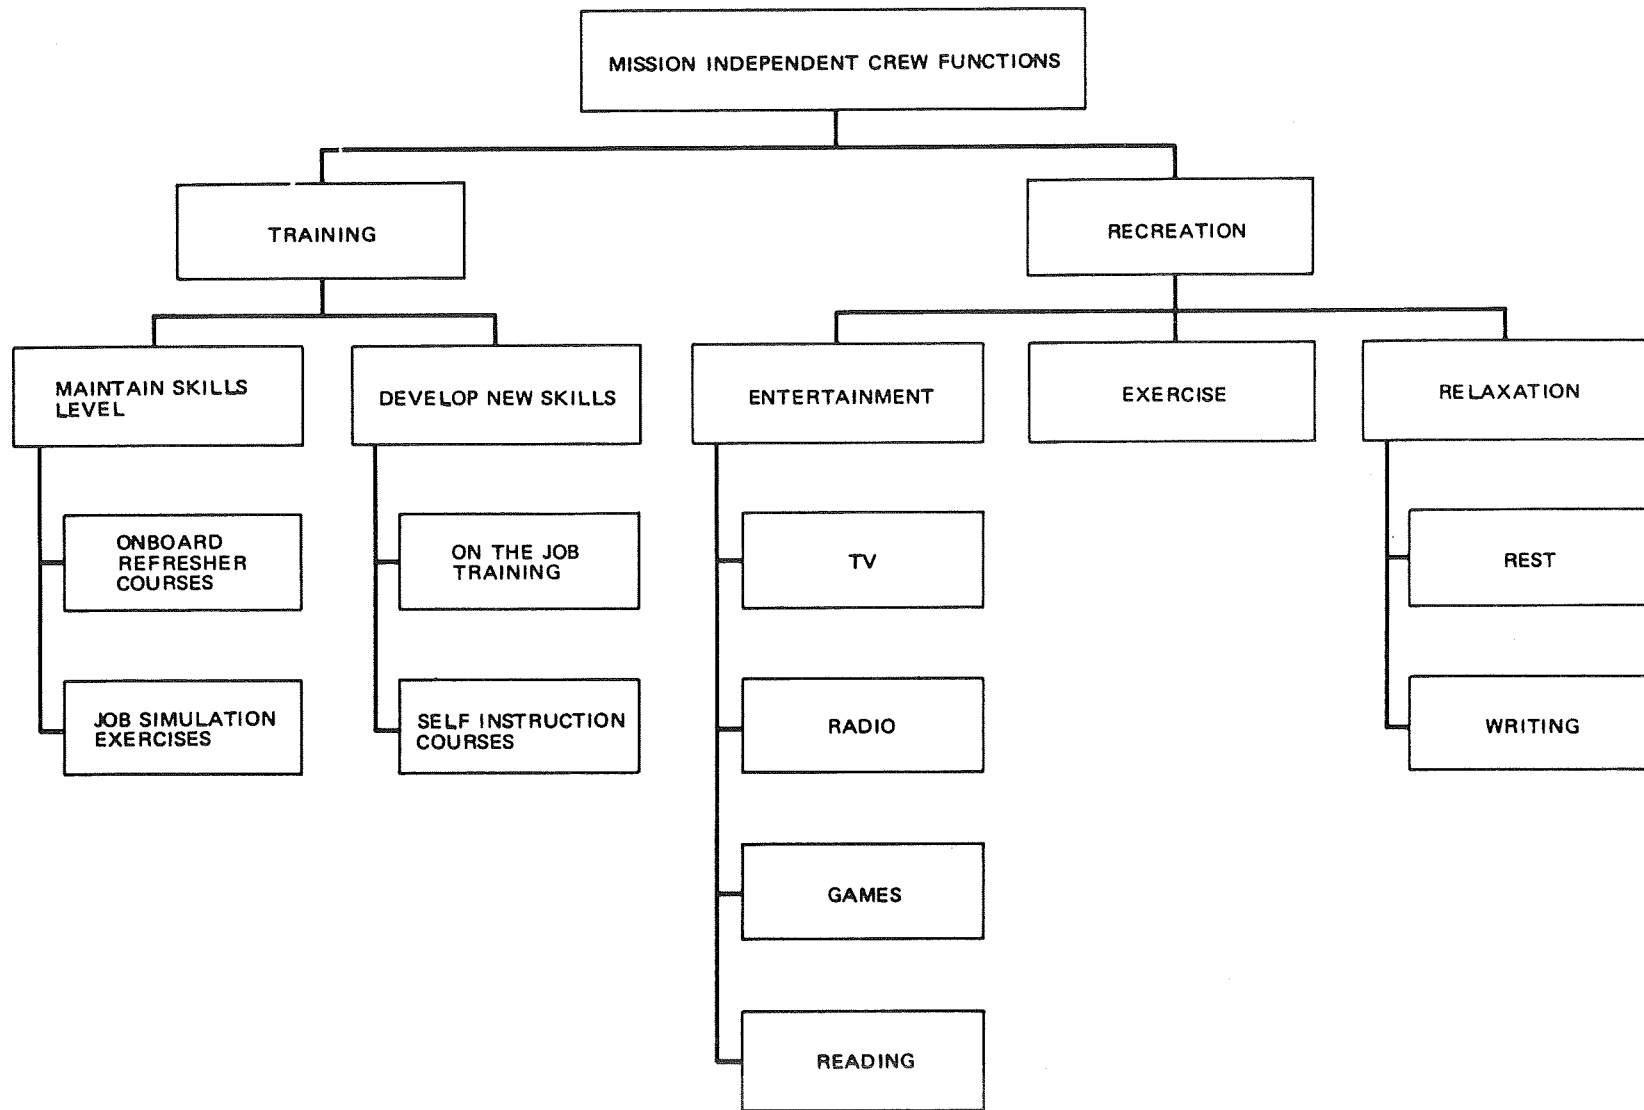 MISSION INDEPENDENT CREW FUNCTIONS
TRAINING
RECREATION
MAINTAIN SKILLS
LEVEL
DEVELOP NEW SKILLS
ENTERTAINMENT
EXERCISE
RELAXATION
ONBOARD
REFRESHER
COURSES
ON THE JOB
TRAINING
TV
REST
JOB SIMULATION
EXERCISES
SELF INSTRUCTION
COURSES
RADIO
WRITING
GAMES
READING